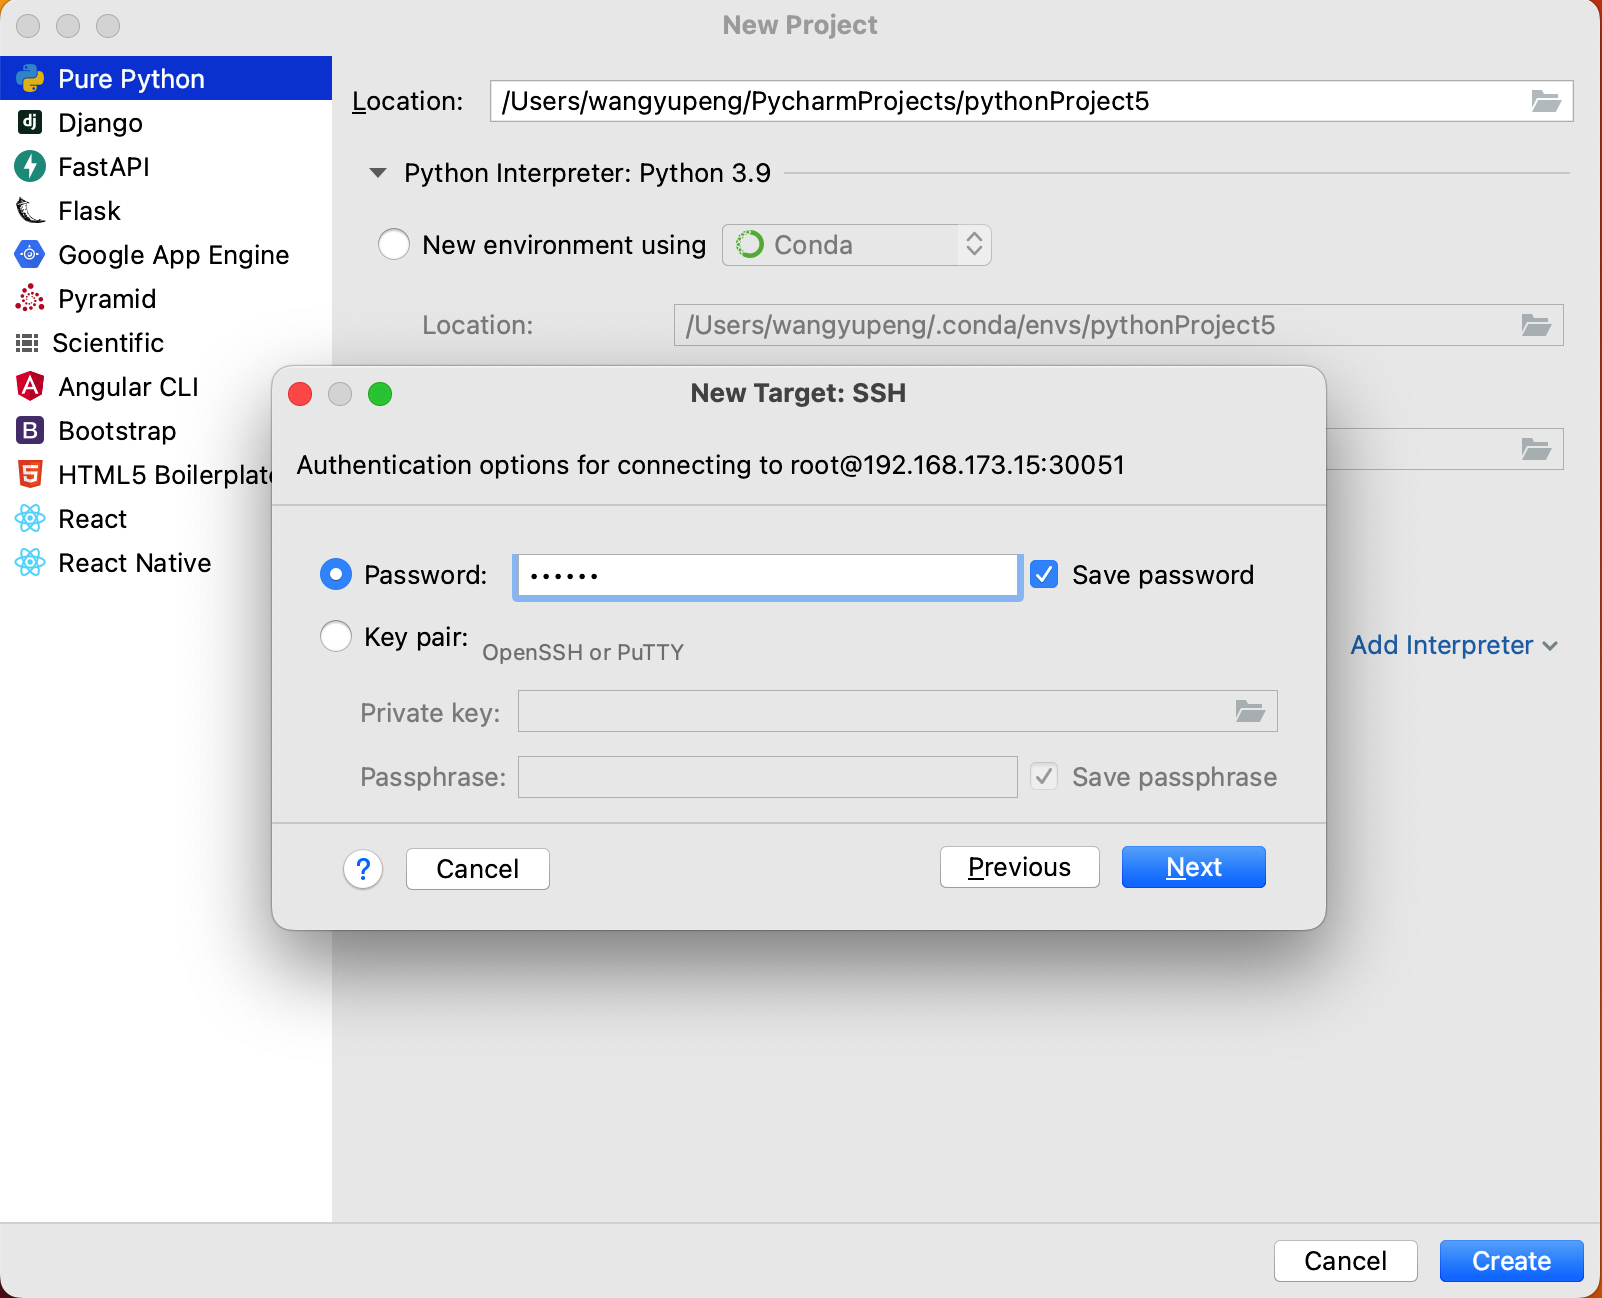 New Project
Pure Python
Django
FastAPI
Flask
Google App Engine
Pyramid
Scientific
Angular CLI
Bootstrap
HTML5 Boilerplate
React
React Native
Location: /Users/wangyupeng/PycharmProjects/pythonProject5
Python Interpreter: Python 3.9
New environment using Conda
Location: /Users/wangyupeng/.conda/envs/pythonProject5
New Target: SSH
Authentication options for connecting to root@192.168.173.15:30051
Password: •••••• Save password
Key pair: OpenSSH or PuTTY
Private key:
Passphrase: Save passphrase
? Cancel Previous Next
Add Interpreter
Cancel Create